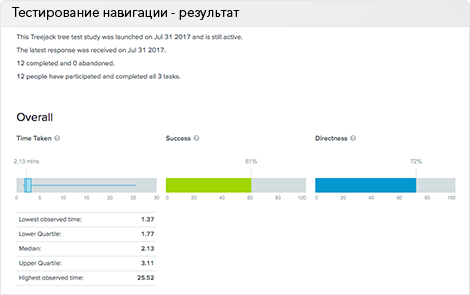 Тестирование навигации - результат
This Treejack tree test study was launched on Jul 31 2017 and is still active.
The latest response was received on Jul 31 2017.
12 completed and 0 abandoned.
12 people have participated and completed all 3 tasks.
Overall
Time Taken ? Success ? Directness ?
2.13 mins 61% 72%
0 5 10 15 20 25 30 0 20 40 60 80 100 0 20 40 60 80 100
Lowest observed time: 1.37
Lower Quartile: 1.77
Median: 2.13
Upper Quartile: 3.11
Highest observed time: 25.52